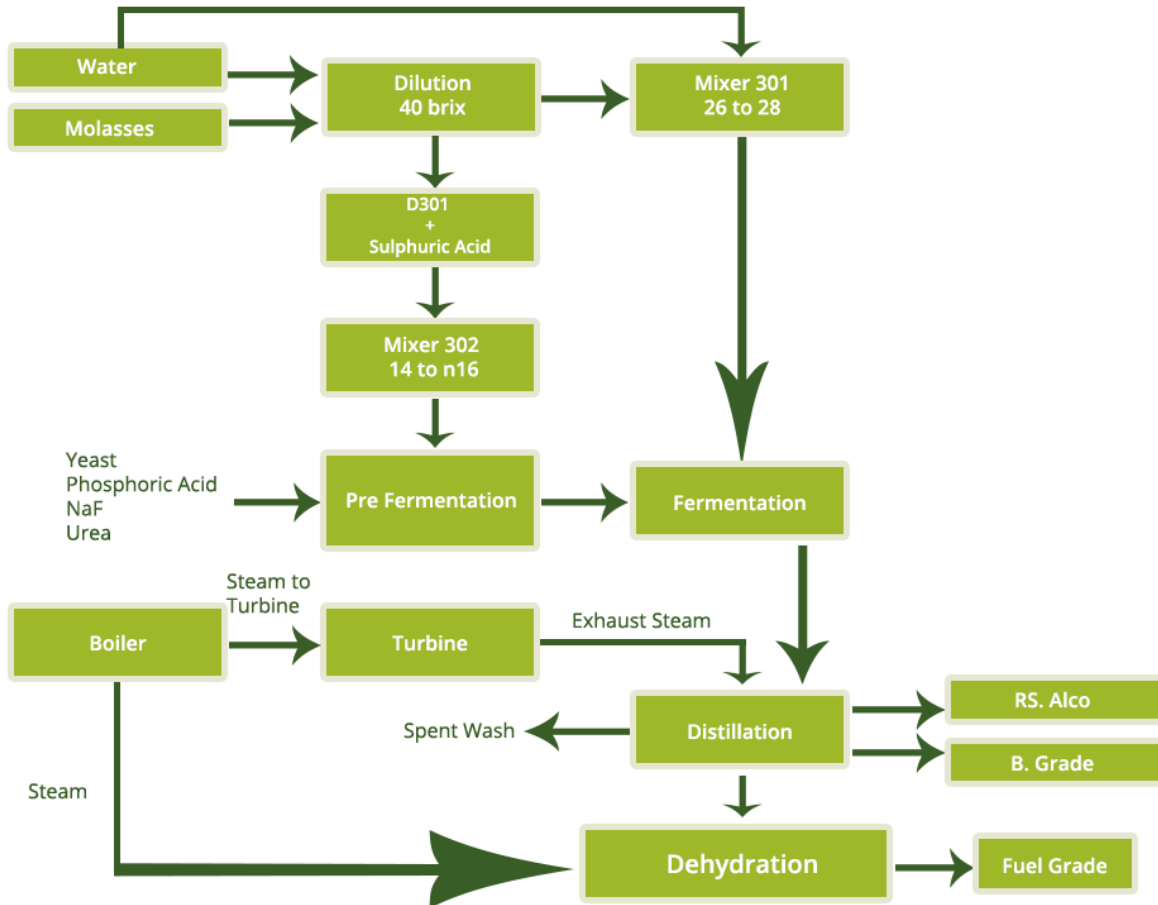 Water
Molasses
Dilution
40 brix
Mixer 301
26 to 28
D301
+
Sulphuric Acid
Mixer 302
14 to n16
Yeast
Phosphoric Acid
NaF
Urea
Pre Fermentation
Fermentation
Steam to
Turbine
Boiler
Turbine
Exhaust Steam
Spent Wash
Distillation
RS. Alco
B. Grade
Steam
Dehydration
Fuel Grade